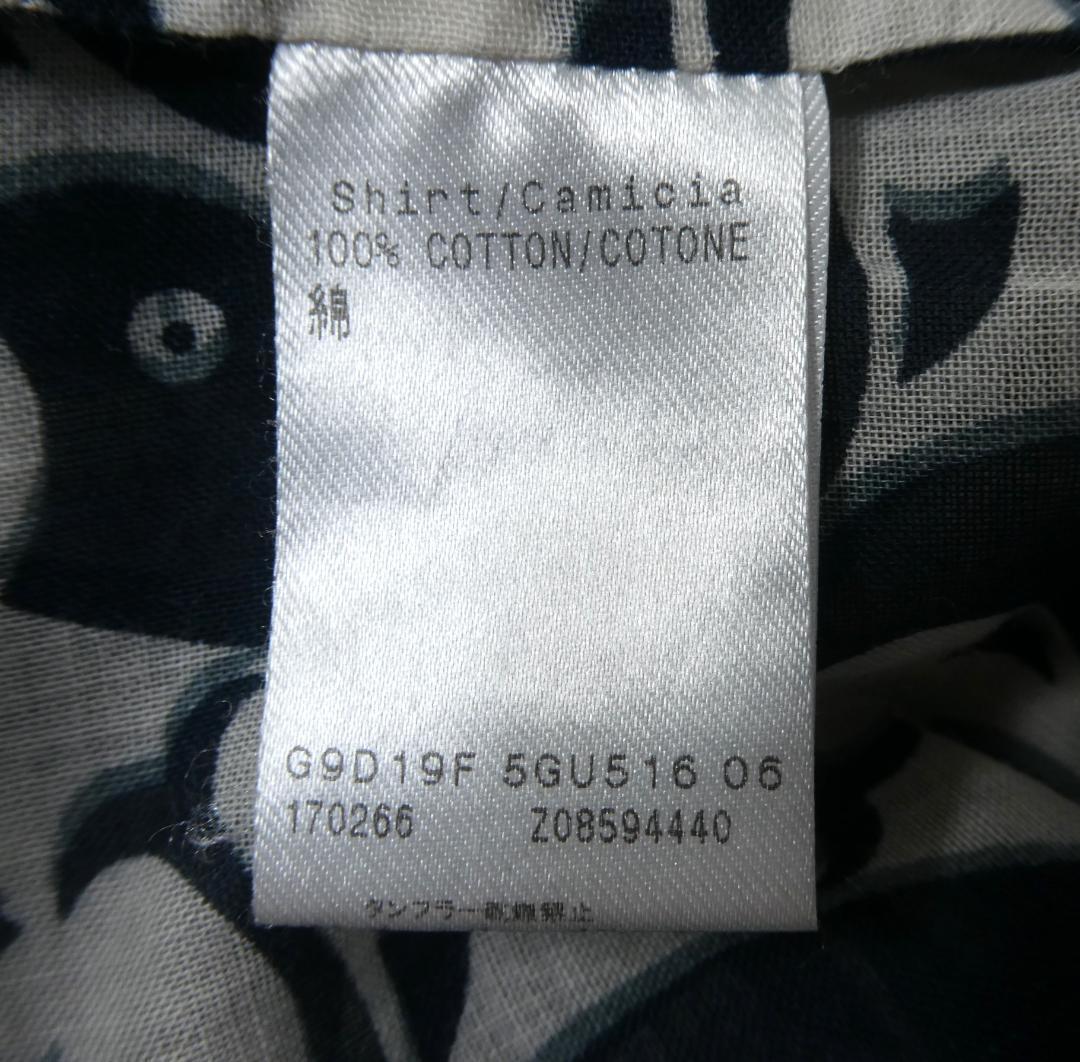 Shirt/Camicia
100% COTTON/COTONE
綿
G9D19F 5GU516 06
170266 Z08594440
タンブラー乾燥禁止